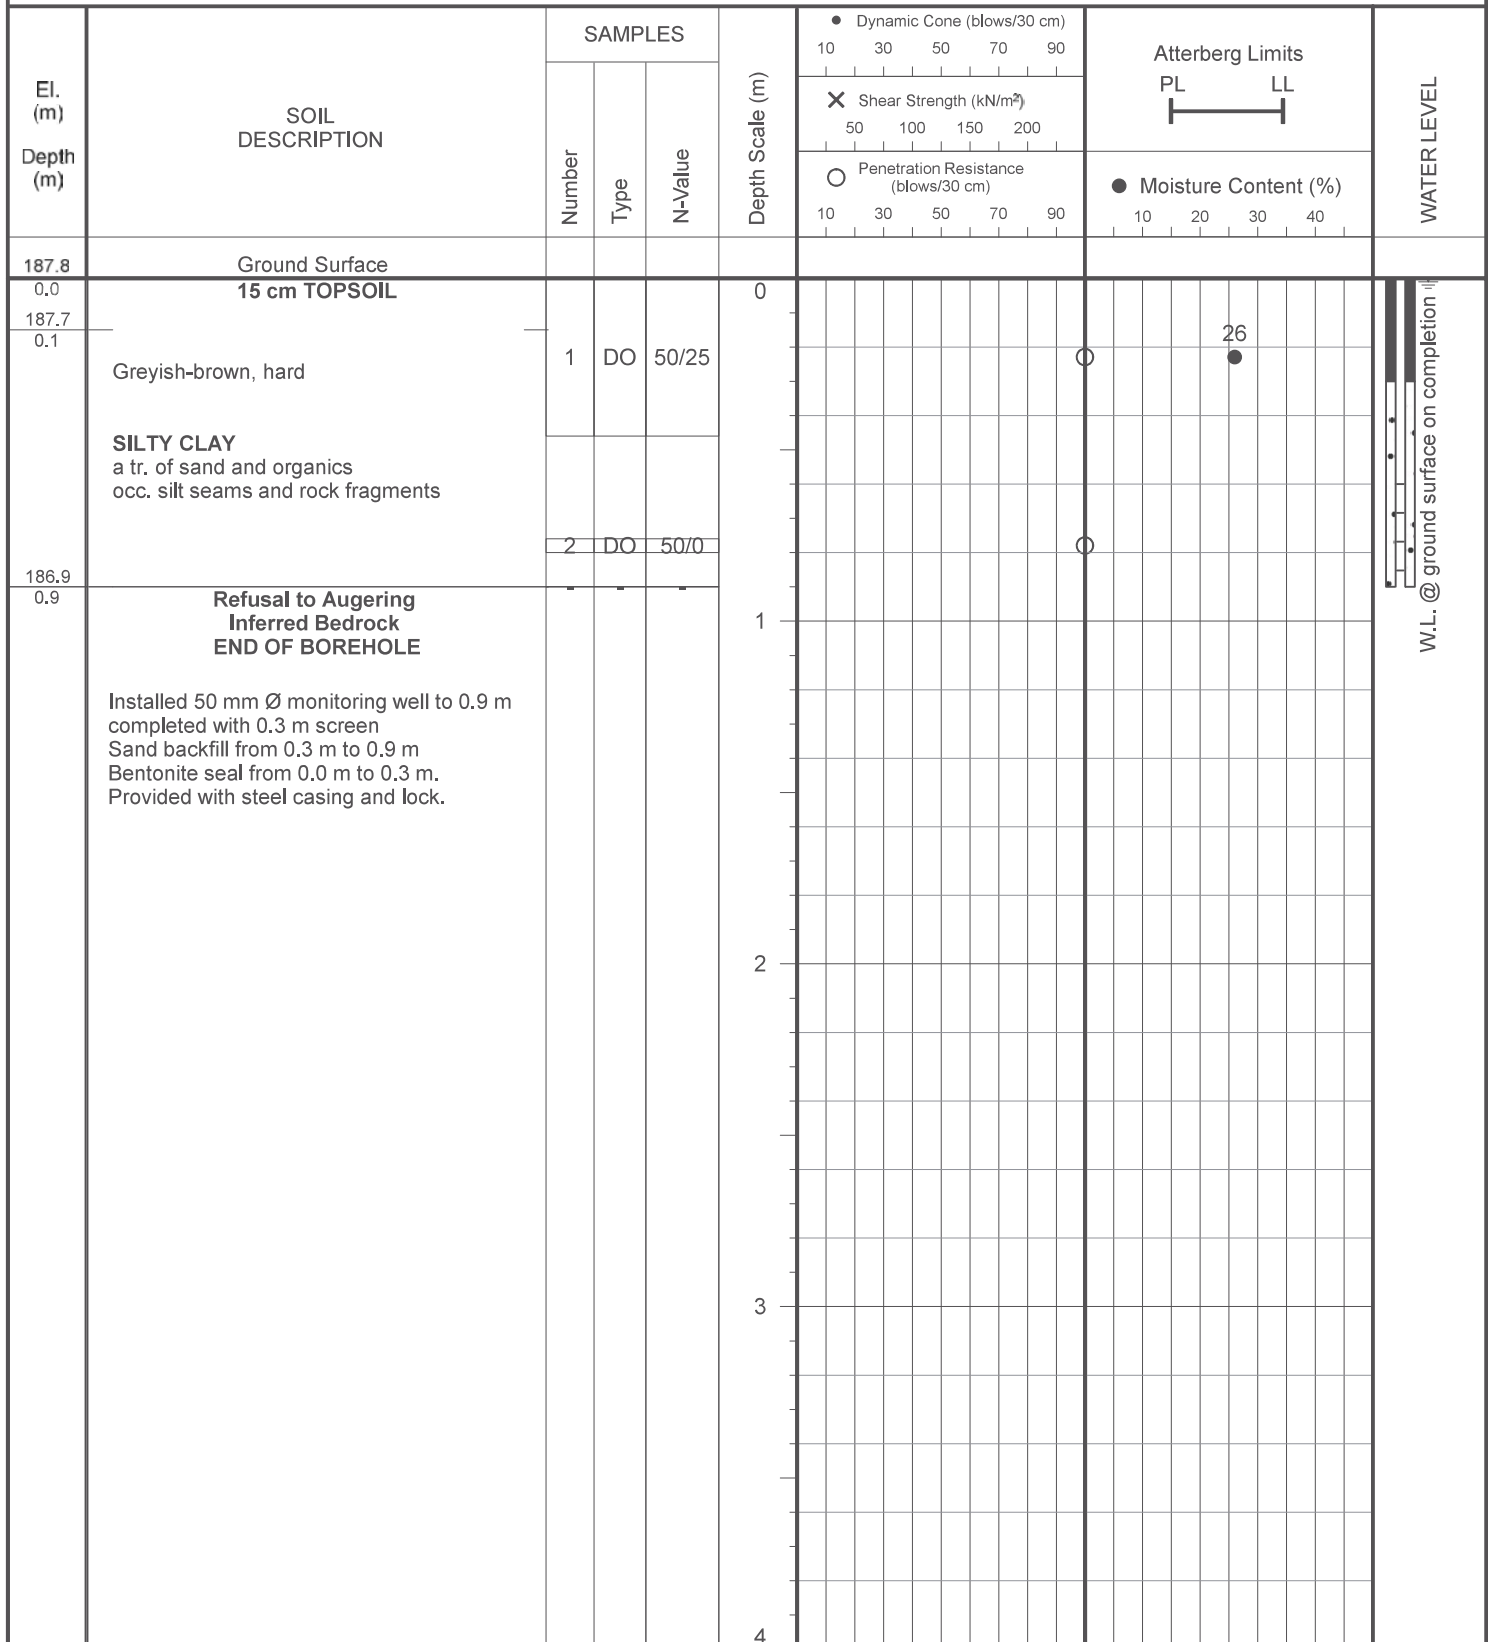 El.
(m)
Depth
(m)
SOIL
DESCRIPTION
SAMPLES
Number
Type
N-Value
Depth Scale (m)
● Dynamic Cone (blows/30 cm)
10 30 50 70 90
✕ Shear Strength (kN/m²)
50 100 150 200
○ Penetration Resistance
(blows/30 cm)
10 30 50 70 90
Atterberg Limits
PL LL
● Moisture Content (%)
10 20 30 40
WATER LEVEL
187.8 Ground Surface
0.0 15 cm TOPSOIL 0
187.7
0.1
26
1 DO 50/25
Greyish-brown, hard
SILTY CLAY
a tr. of sand and organics
occ. silt seams and rock fragments
2 DO 50/0
186.9
0.9 Refusal to Augering
Inferred Bedrock
END OF BOREHOLE
1
W.L. @ ground surface on completion
Installed 50 mm Ø monitoring well to 0.9 m
completed with 0.3 m screen
Sand backfill from 0.3 m to 0.9 m
Bentonite seal from 0.0 m to 0.3 m.
Provided with steel casing and lock.
2
3
4